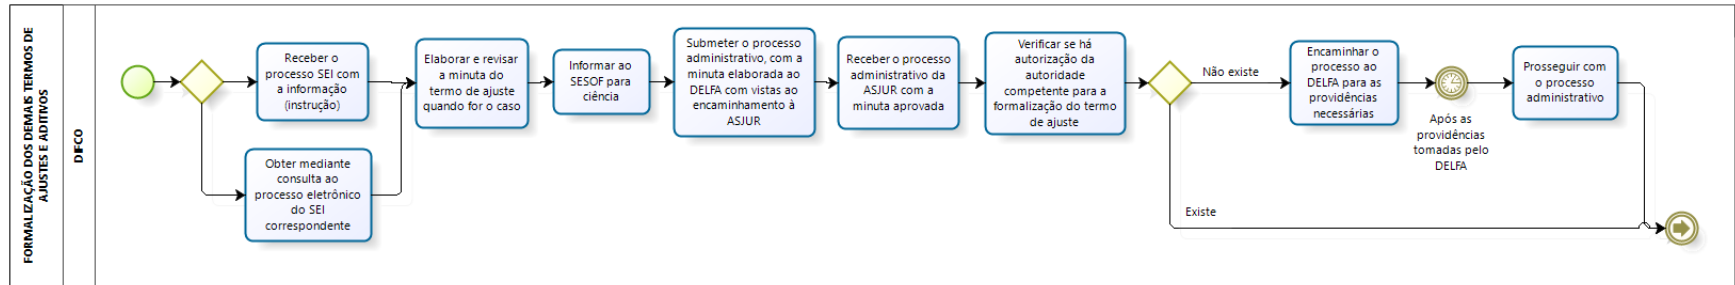 FORMALIZAÇÃO DOS DEMAIS TERMOS DE
AJUSTES E ADITIVOS
DIFCO
Receber o
processo SEI com
a informação
(instrução)
Obter mediante
consulta ao
processo eletrônico
do SEI
correspondente
Elaborar e revisar
a minuta do
termo de ajuste
quando for o caso
Informar ao
SESOF para
ciência
Submeter o processo
administrativo, com a
minuta elaborada ao
DELFA com vistas ao
encaminhamento à
ASJUR
Receber o processo
administrativo da
ASJUR com a
minuta aprovada
Verificar se há
autorização da
autoridade
competente para a
formalização do termo
de ajuste
Não existe
Existe
Encaminhar o
processo ao
DELFA para as
providências
necessárias
Após as
providências
tomadas pelo
DELFA
Prosseguir com
o processo
administrativo